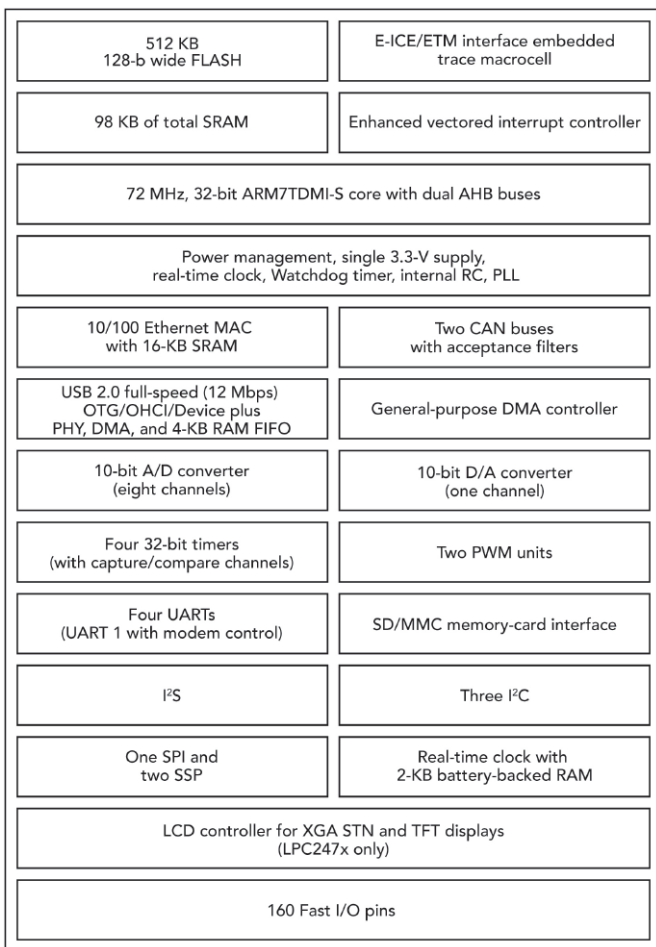 512 KB
128-b wide FLASH
E-ICE/ETM interface embedded
trace macrocell
98 KB of total SRAM
Enhanced vectored interrupt controller
72 MHz, 32-bit ARM7TDMI-S core with dual AHB buses
Power management, single 3.3-V supply,
real-time clock, Watchdog timer, internal RC, PLL
10/100 Ethernet MAC
with 16-KB SRAM
Two CAN buses
with acceptance filters
USB 2.0 full-speed (12 Mbps)
OTG/OHCI/Device plus
PHY, DMA, and 4-KB RAM FIFO
General-purpose DMA controller
10-bit A/D converter
(eight channels)
10-bit D/A converter
(one channel)
Four 32-bit timers
(with capture/compare channels)
Two PWM units
Four UARTs
(UART 1 with modem control)
SD/MMC memory-card interface
I²S
Three I²C
One SPI and
two SSP
Real-time clock with
2-KB battery-backed RAM
LCD controller for XGA STN and TFT displays
(LPC247x only)
160 Fast I/O pins